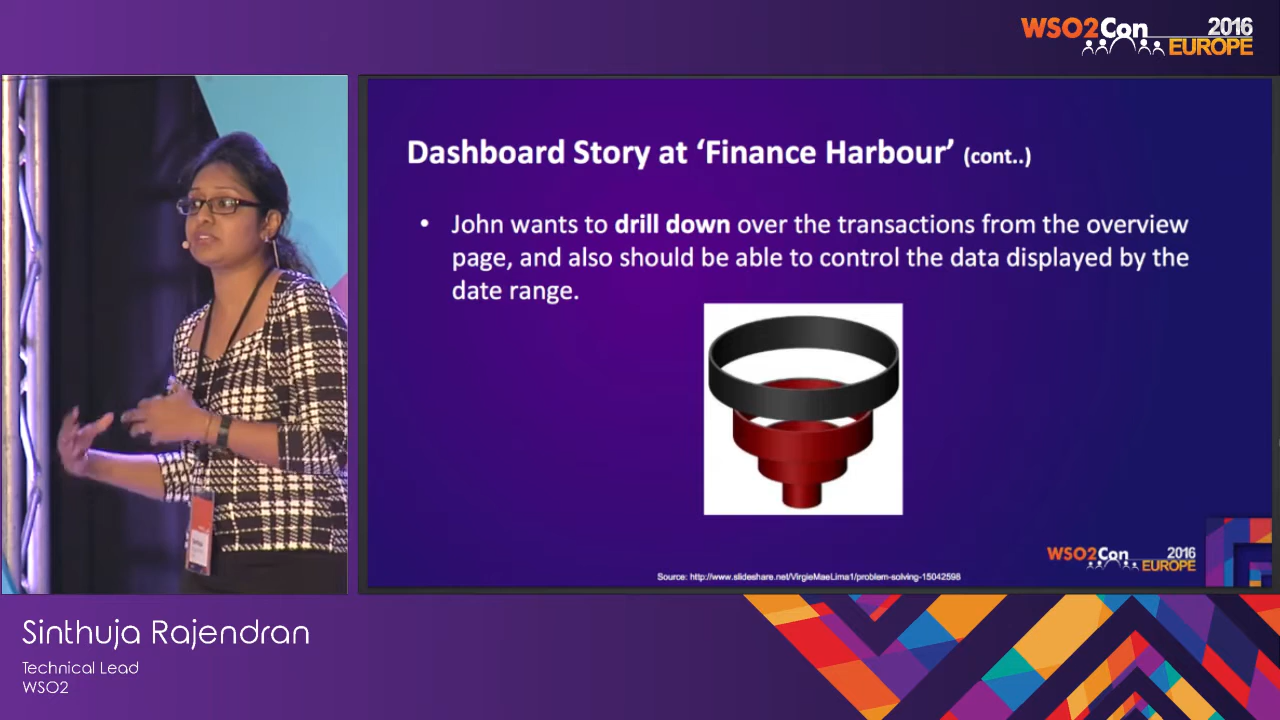 WSO2Con 2016
EUROPE
Dashboard Story at ‘Finance Harbour’ (cont..)
• John wants to drill down over the transactions from the overview
page, and also should be able to control the data displayed by the
date range.
WSO2Con 2016
EUROPE
Source: http://www.slideshare.net/VirgieMaeLima1/problem-solving-15042598
Sinthuja Rajendran
Technical Lead
WSO2